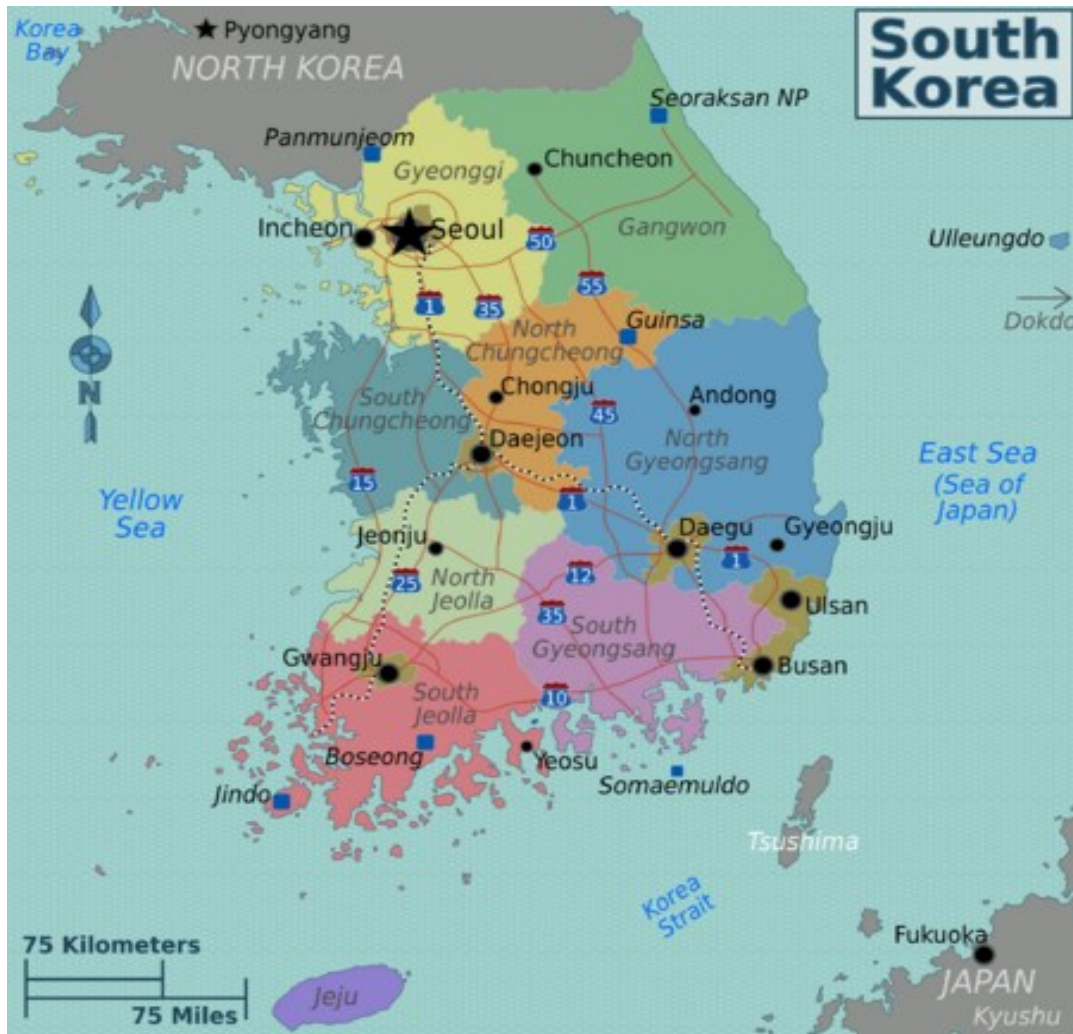 South
Korea
Korea
Bay
Pyongyang
NORTH KOREA
Seoraksan NP
Panmunjeom
Gyeonggi
Chuncheon
Gangwon
Incheon
Seoul
50
Ulleungdo
55
1
35
Dokdo
North
Chungcheong
Guinsa
South
Chungcheong
Chongju
45
Andong
Daejeon
North
Gyeongsang
East Sea
(Sea of
Japan)
15
Yellow
Sea
1
Jeonju
Daegu
Gyeongju
1
25
North
Jeolla
12
35
South
Gyeongsang
Ulsan
Gwangju
Busan
South
Jeolla
10
Boseong
Yeosu
Jindo
Somaemuldo
Tsushima
Korea
Strait
N
75 Kilometers
75 Miles
Jeju
Fukuoka
JAPAN
Kyushu